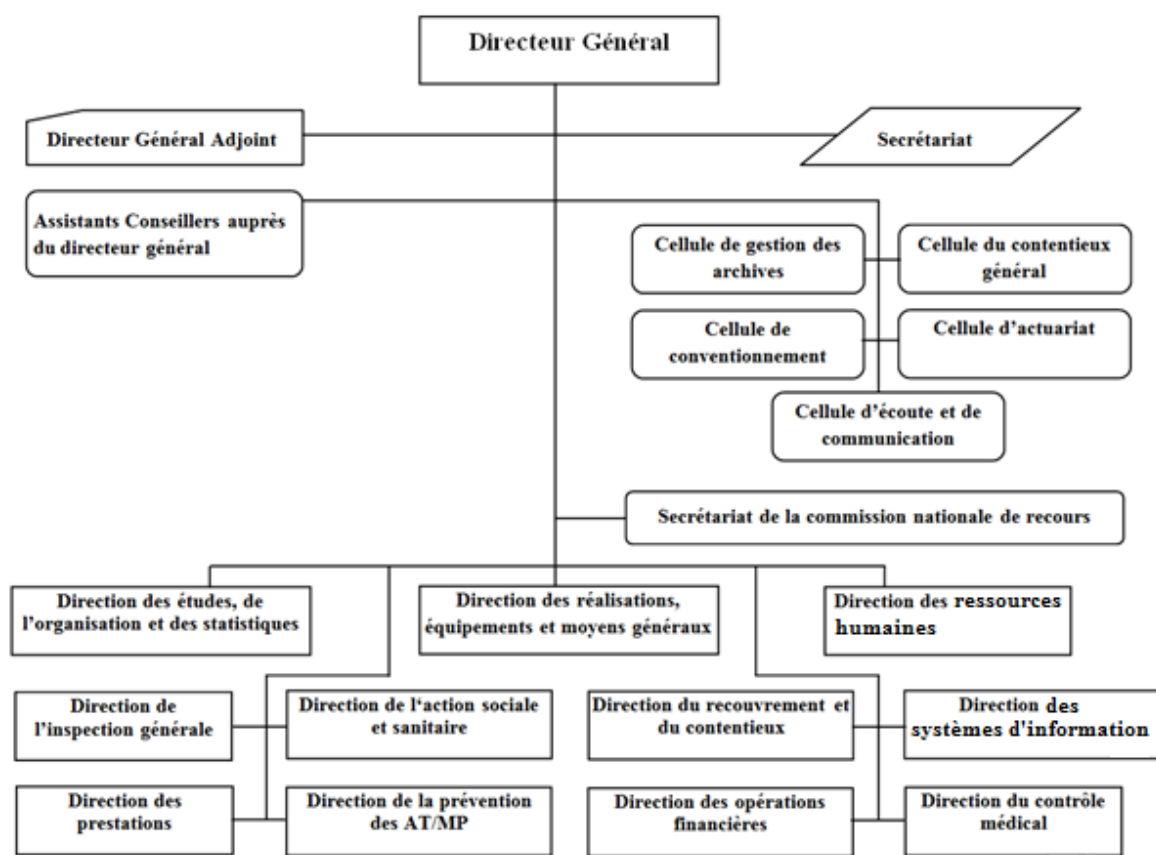 Directeur Général
Directeur Général Adjoint
Secrétariat
Assistants Conseillers auprès
du directeur général
Cellule de gestion des
archives
Cellule du contentieux
général
Cellule de
conventionnement
Cellule d'actuariat
Cellule d'écoute et de
communication
Secrétariat de la commission nationale de recours
Direction des études, de
l'organisation et des statistiques
Direction des réalisations,
équipements et moyens généraux
Direction des ressources
humaines
Direction de
l'inspection générale
Direction de l'action sociale
et sanitaire
Direction du recouvrement et
du contentieux
Direction des
systèmes d'information
Direction des
prestations
Direction de la prévention
des AT/MP
Direction des opérations
financières
Direction du contrôle
médical